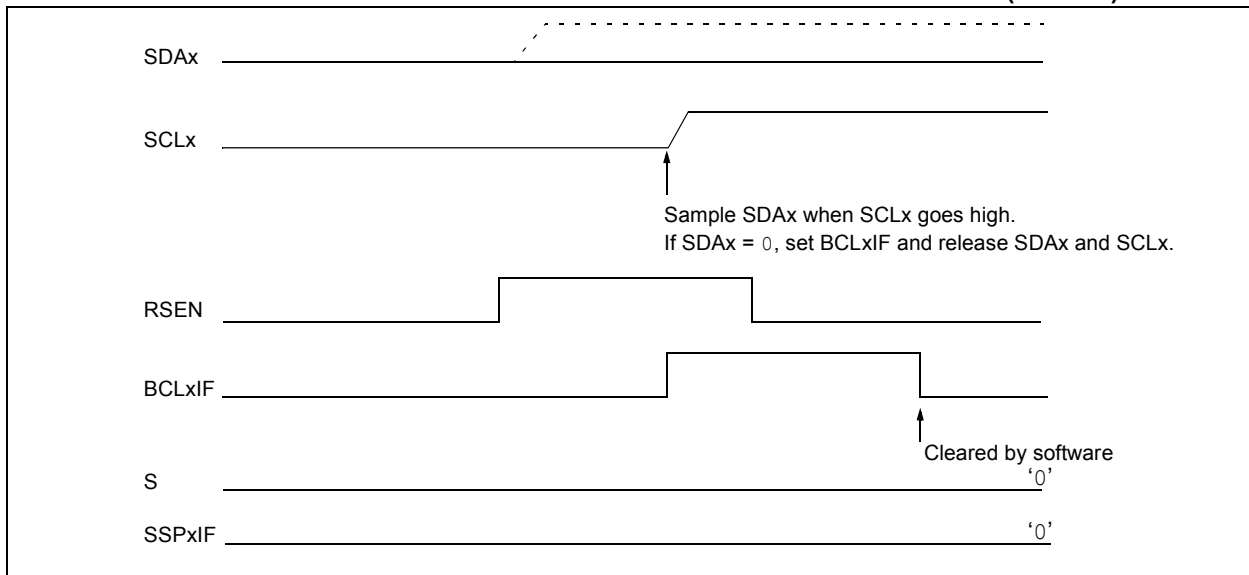 SDAx
SCLx
Sample SDAx when SCLx goes high.
If SDAx = 0, set BCLxIF and release SDAx and SCLx.
RSEN
BCLxIF
Cleared by software
S
‘0’
SSPxIF
‘0’